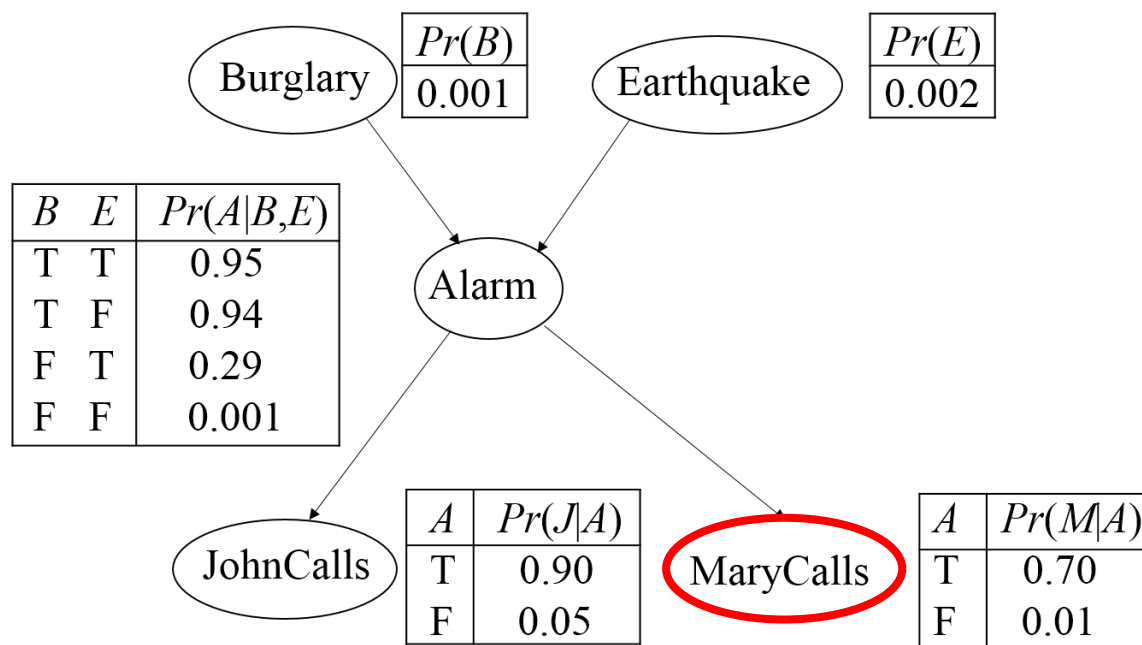 Burglary
Pr(B)
0.001
Earthquake
Pr(E)
0.002
B E Pr(A|B,E)
T T 0.95
T F 0.94
F T 0.29
F F 0.001
Alarm
JohnCalls
A Pr(J|A)
T 0.90
F 0.05
MaryCalls
A Pr(M|A)
T 0.70
F 0.01